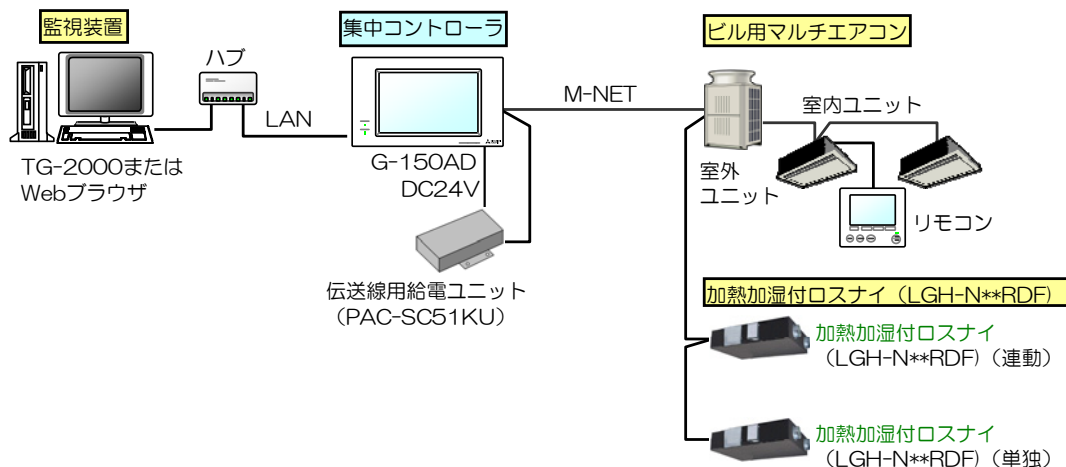 監視装置
集中コントローラ
ビル用マルチエアコン
ハブ
LAN
M-NET
室内ユニット
TG-2000または
Webブラウザ
G-150AD
DC24V
室外
ユニット
リモコン
伝送線用給電ユニット
(PAC-SC51KU)
加熱加湿付ロスナイ(LGH-N**RDF)
加熱加湿付ロスナイ
(LGH-N**RDF)(連動)
加熱加湿付ロスナイ
(LGH-N**RDF)(単独)